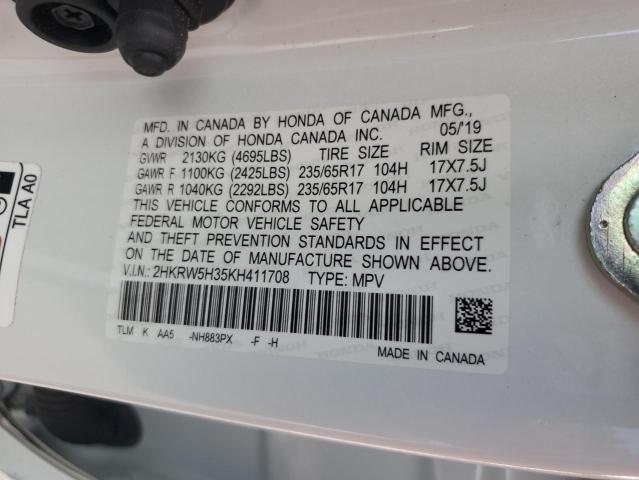 MFD. IN CANADA BY HONDA OF CANADA MFG.,
A DIVISION OF HONDA CANADA INC. 05/'19
GVWR 2130KG (4695LBS) TIRE SIZE RIM SIZE
GAWR F 1100KG (2425LBS) 235/65R17 104H 17X7.5J
GAWR R 1040KG (2292LBS) 235/65R17 104H 17X7.5J
THIS VEHICLE CONFORMS TO ALL APPLICABLE
FEDERAL MOTOR VEHICLE SAFETY
AND THEFT PREVENTION STANDARDS IN EFFECT
ON THE DATE OF MANUFACTURE SHOWN ABOVE.
V.I.N.: 2HKRW5H35KH411708 TYPE: MPV
TLM K AA5 -NH883PX -F -H
MADE IN CANADA
TLA A0